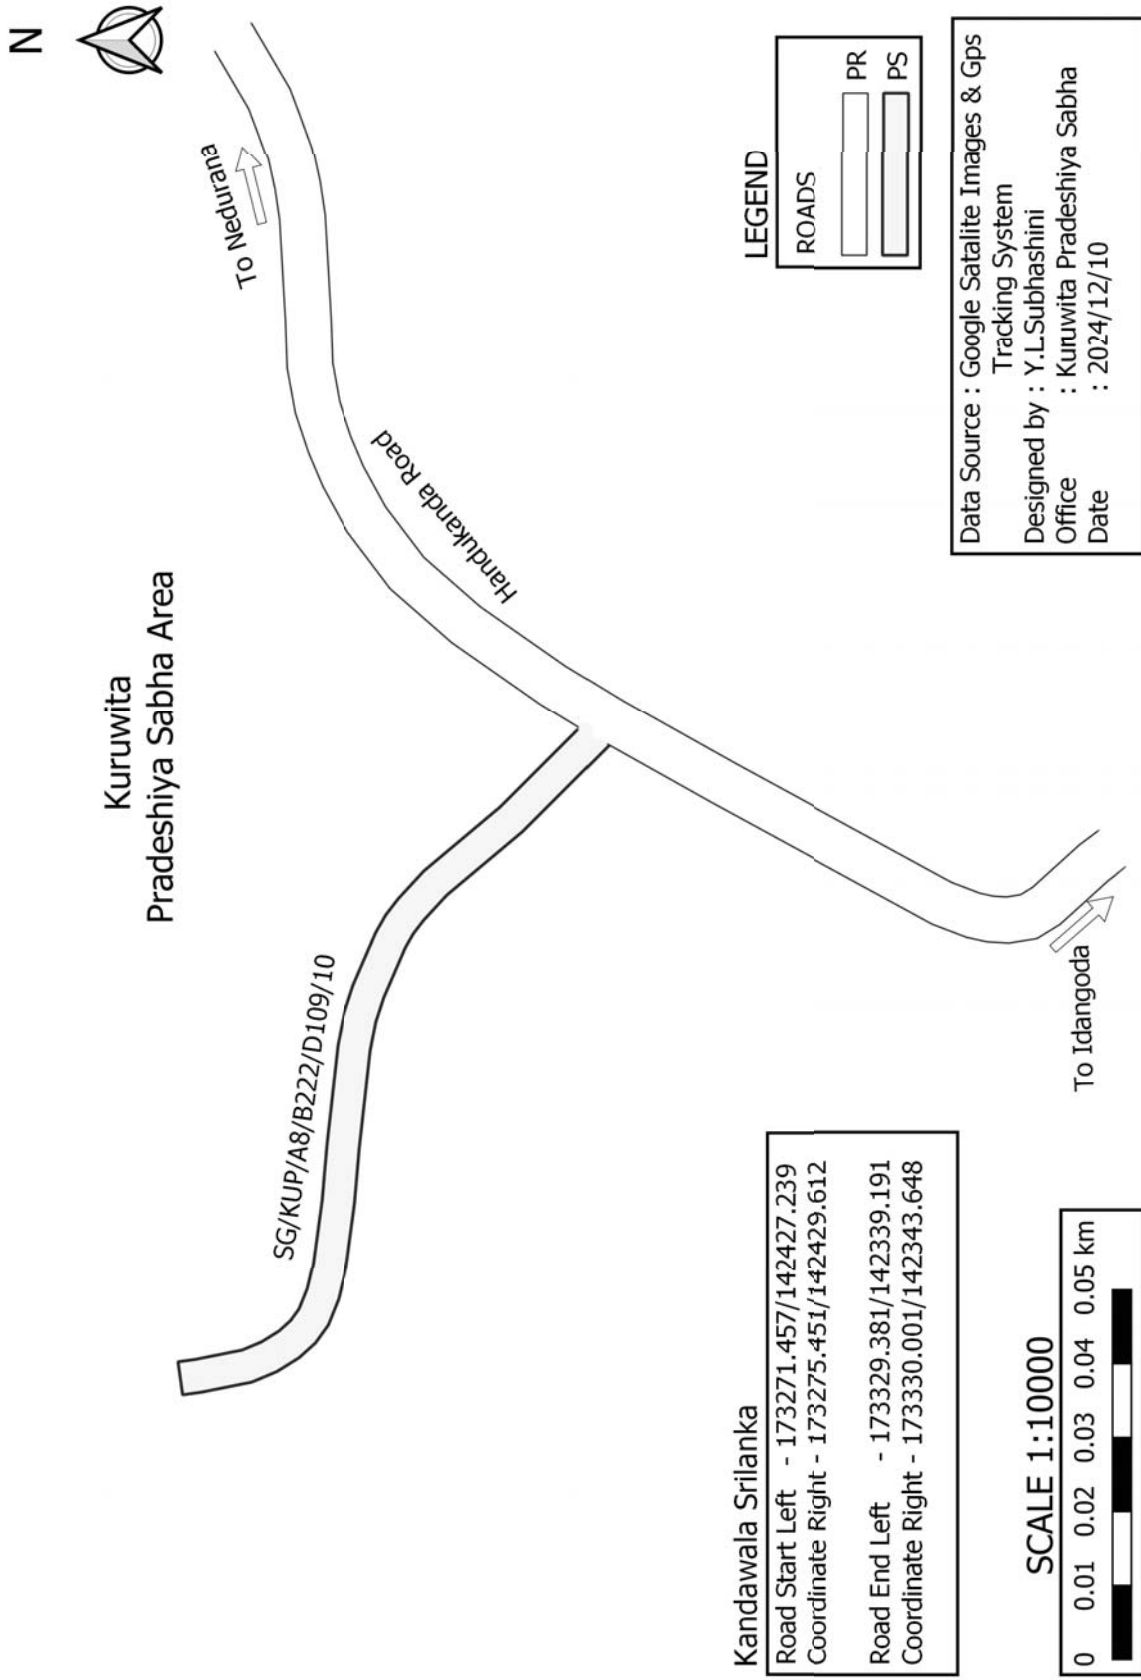 N
Kuruwita
Pradeshiya Sabha Area
To Nedurana
Handukanda Road
SG/KUP/A8/B222/D109/10
To Idangoda
Kandawala Srilanka
Road Start Left - 173271.457/142427.239
Coordinate Right - 173275.451/142429.612
Road End Left - 173329.381/142339.191
Coordinate Right - 173330.001/142343.648
SCALE 1:10000
0 0.01 0.02 0.03 0.04 0.05 km
LEGEND
ROADS
PR
PS
Data Source : Google Satalite Images & Gps
Tracking System
Designed by : Y.L.Subhashini
Office : Kuruwita Pradeshiya Sabha
Date : 2024/12/10